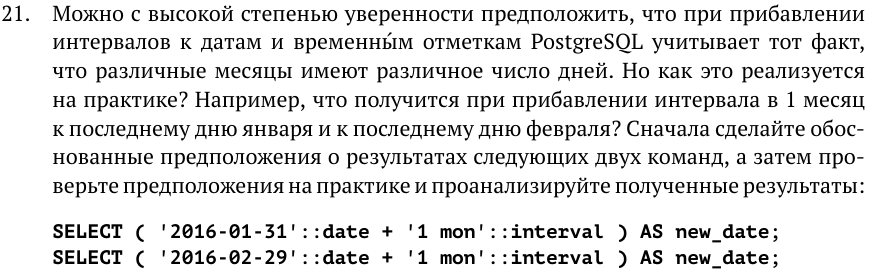 21. Можно с высокой степенью уверенности предположить, что при прибавлении
интервалов к датам и временны́м отметкам PostgreSQL учитывает тот факт,
что различные месяцы имеют различное число дней. Но как это реализуется
на практике? Например, что получится при прибавлении интервала в 1 месяц
к последнему дню января и к последнему дню февраля? Сначала сделайте обос-
нованные предположения о результатах следующих двух команд, а затем про-
верьте предположения на практике и проанализируйте полученные результаты:
SELECT ( '2016-01-31'::date + '1 mon'::interval ) AS new_date;
SELECT ( '2016-02-29'::date + '1 mon'::interval ) AS new_date;